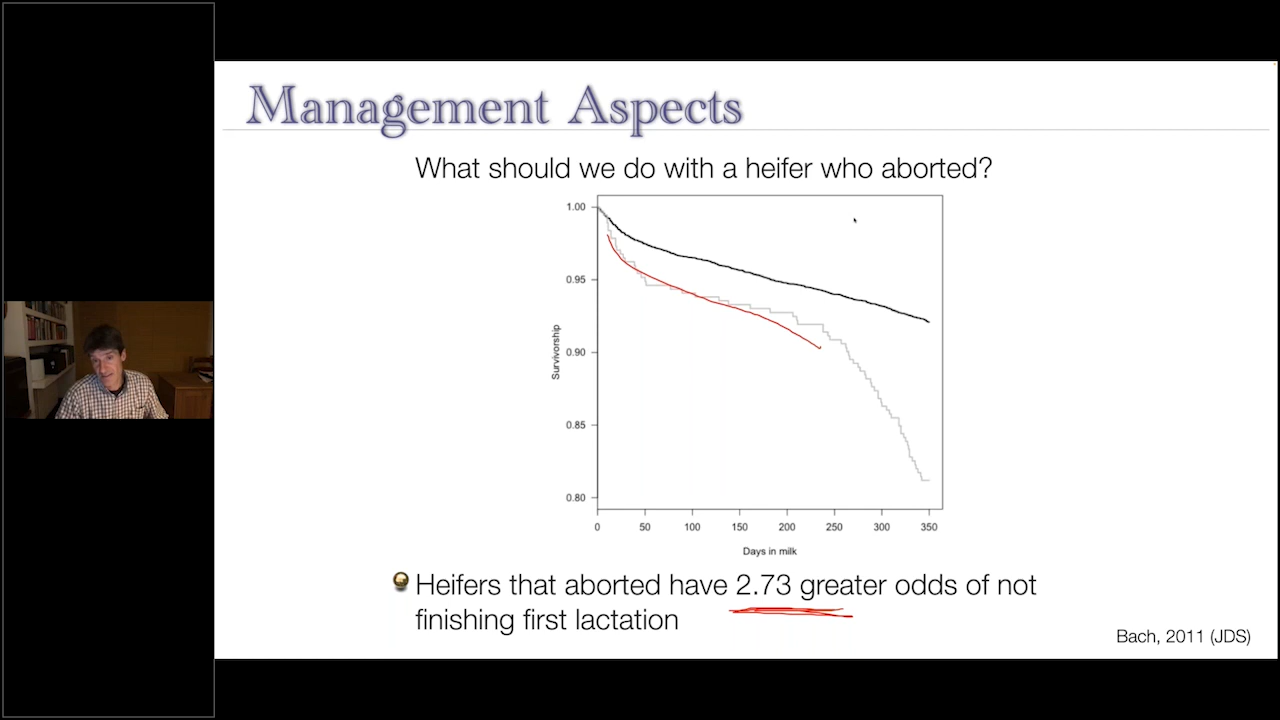 Management Aspects
What should we do with a heifer who aborted?
1.00
0.95
0.90
0.85
0.80
Survivorship
0 50 100 150 200 250 300 350
Days in milk
Heifers that aborted have 2.73 greater odds of not
finishing first lactation
Bach, 2011 (JDS)